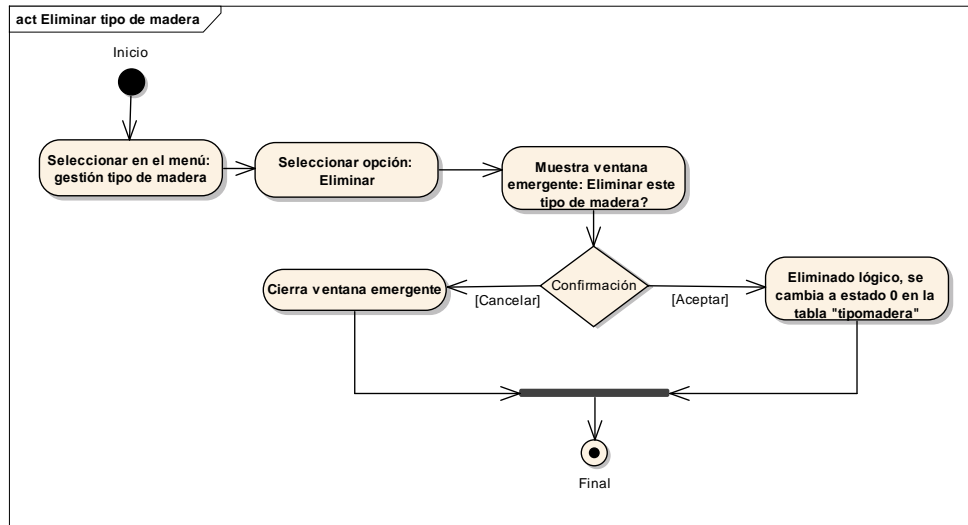 act Eliminar tipo de madera
Inicio
Seleccionar en el menú:
gestión tipo de madera
Seleccionar opción:
Eliminar
Muestra ventana
emergente: Eliminar este
tipo de madera?
Confirmación
[Cancelar]
Cierra ventana emergente
[Aceptar]
Eliminado lógico, se
cambia a estado 0 en la
tabla "tipomadera"
Final